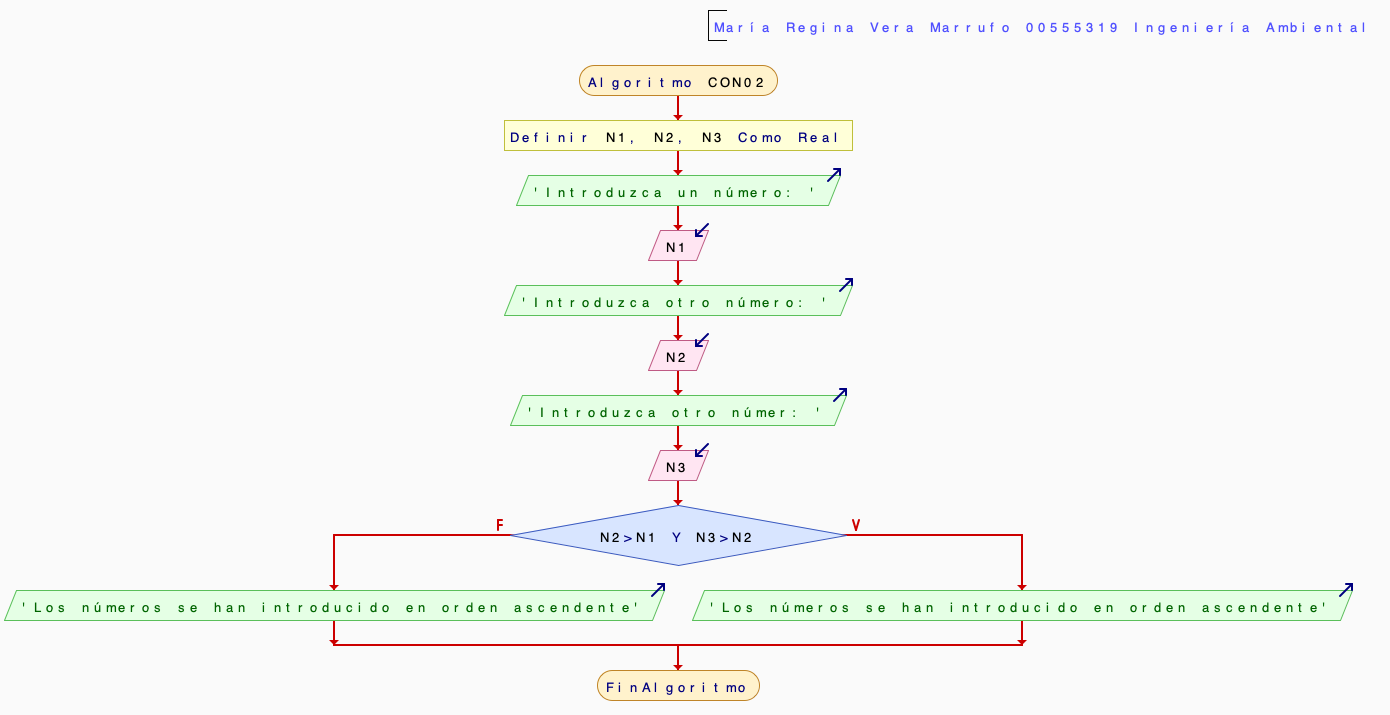 María Regina Vera Marrufo 00555319 Ingeniería Ambiental
Algoritmo CON02
Definir N1, N2, N3 Como Real
'Introduzca un número: '
N1
'Introduzca otro número: '
N2
'Introduzca otro númer: '
N3
F
V
N2>N1 Y N3>N2
'Los números se han introducido en orden ascendente'
'Los números se han introducido en orden ascendente'
FinAlgoritmo